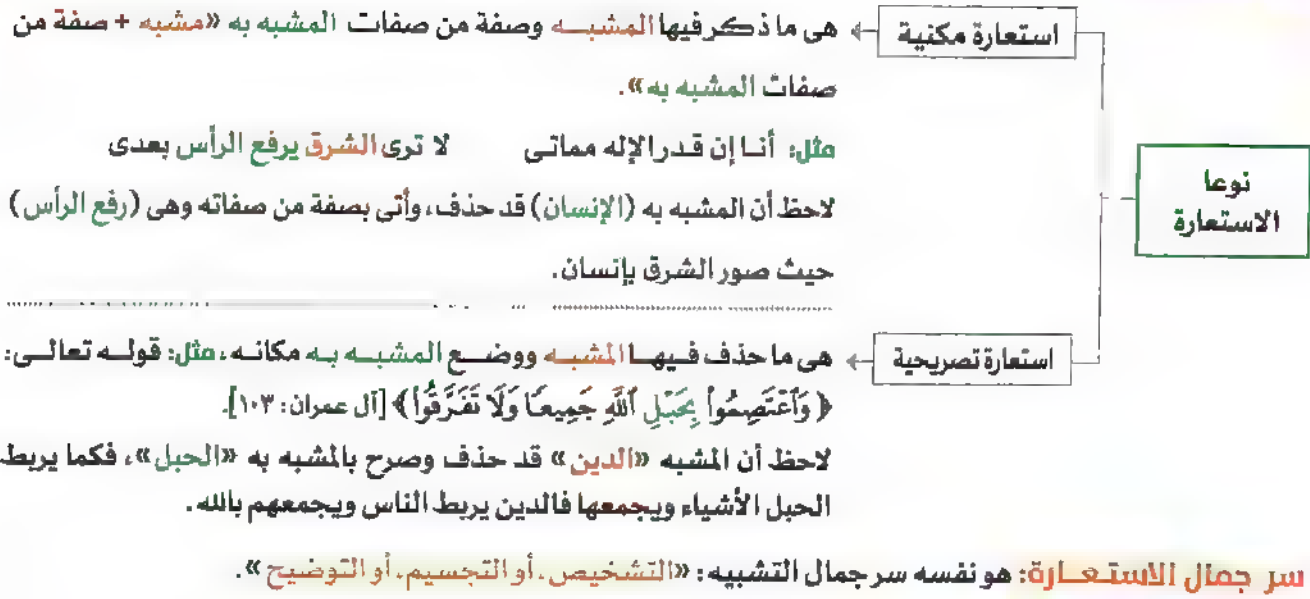 نوعا
الاستعارة
استعارة مكنية
هى ما ذكر فيها المشبه وصفة من صفات المشبه به «مشبه + صفة من
صفات المشبه به».
مثل: أنا إن قدر الإله مماتى لا ترى الشرق يرفع الرأس بعدى
لاحظ أن المشبه به (الإنسان) قد حذف، وأتى بصفة من صفاته وهى (رفع الرأس)
حيث صور الشرق بإنسان.
استعارة تصريحية
هى ما حذف فيها المشبه ووضع المشبه به مكانه، مثل: قوله تعالى:
﴿ وَٱعْتَصِمُوا۟ بِحَبْلِ ٱللَّهِ جَمِيعًا وَلَا تَفَرَّقُوا۟ ﴾ [آل عمران: ١٠٣].
لاحظ أن المشبه «الدين» قد حذف وصرح بالمشبه به «الحبل»، فكما يربط
الحبل الأشياء ويجمعها فالدين يربط الناس ويجمعهم بالله.
سر جمال الاستعارة: هو نفسه سر جمال التشبيه: «التشخيص، أو التجسيم، أو التوضيح».